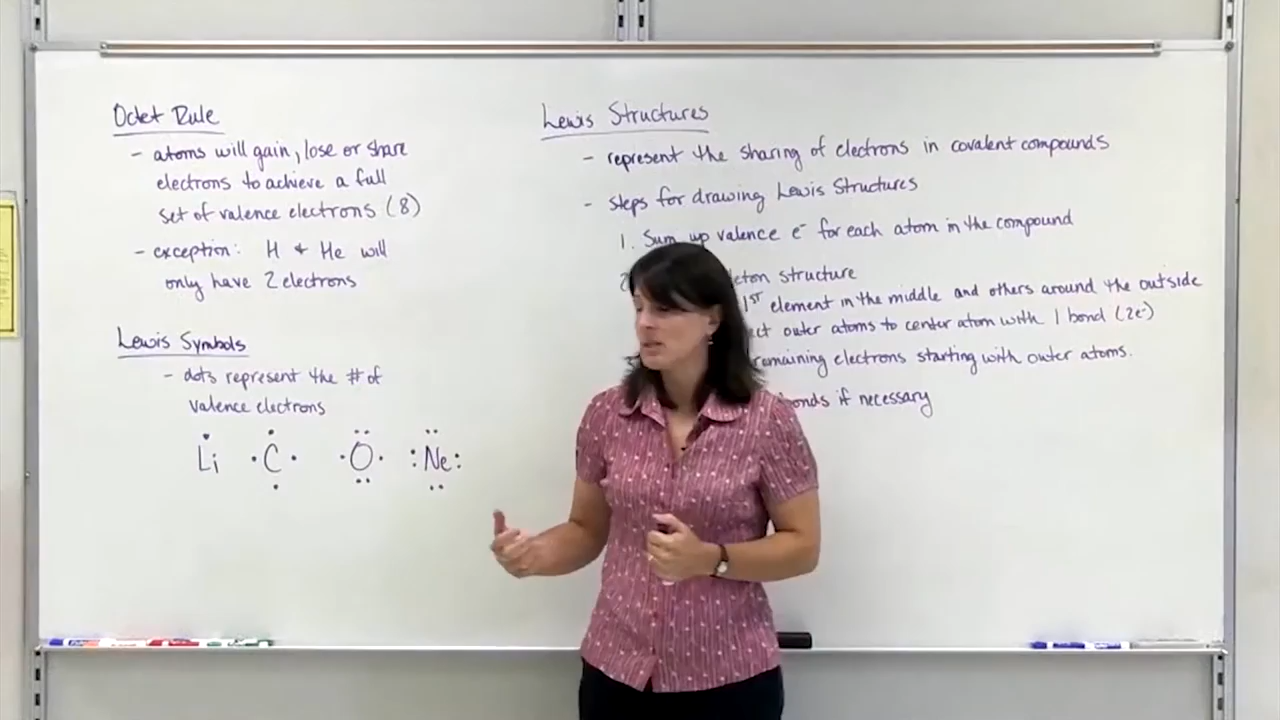 Octet Rule
- atoms will gain, lose or share
electrons to achieve a full
set of valence electrons (8)
- exception: H & He will
only have 2 electrons
Lewis Symbols
- dots represent the # of
valence electrons
Li C O Ne
Lewis Structures
- represent the sharing of electrons in covalent compounds
- steps for drawing Lewis Structures
1. Sum up valence e⁻ for each atom in the compound
2 structure
1ST element in the middle and others around the outside
outer atoms to center atom with 1 bond (2e⁻)
remaining electrons starting with outer atoms.
if necessary